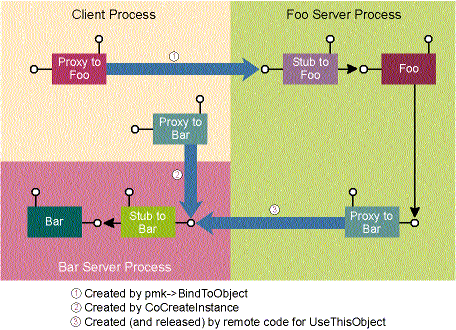 Client Process
Foo Server Process
Proxy to
Foo
①
Stub to
Foo
Foo
Proxy to
Bar
②
Bar
Stub to
Bar
③
Proxy to
Bar
Bar Server Process
① Created by pmk->BindToObject
② Created by CoCreateInstance
③ Created (and released) by remote code for UseThisObject